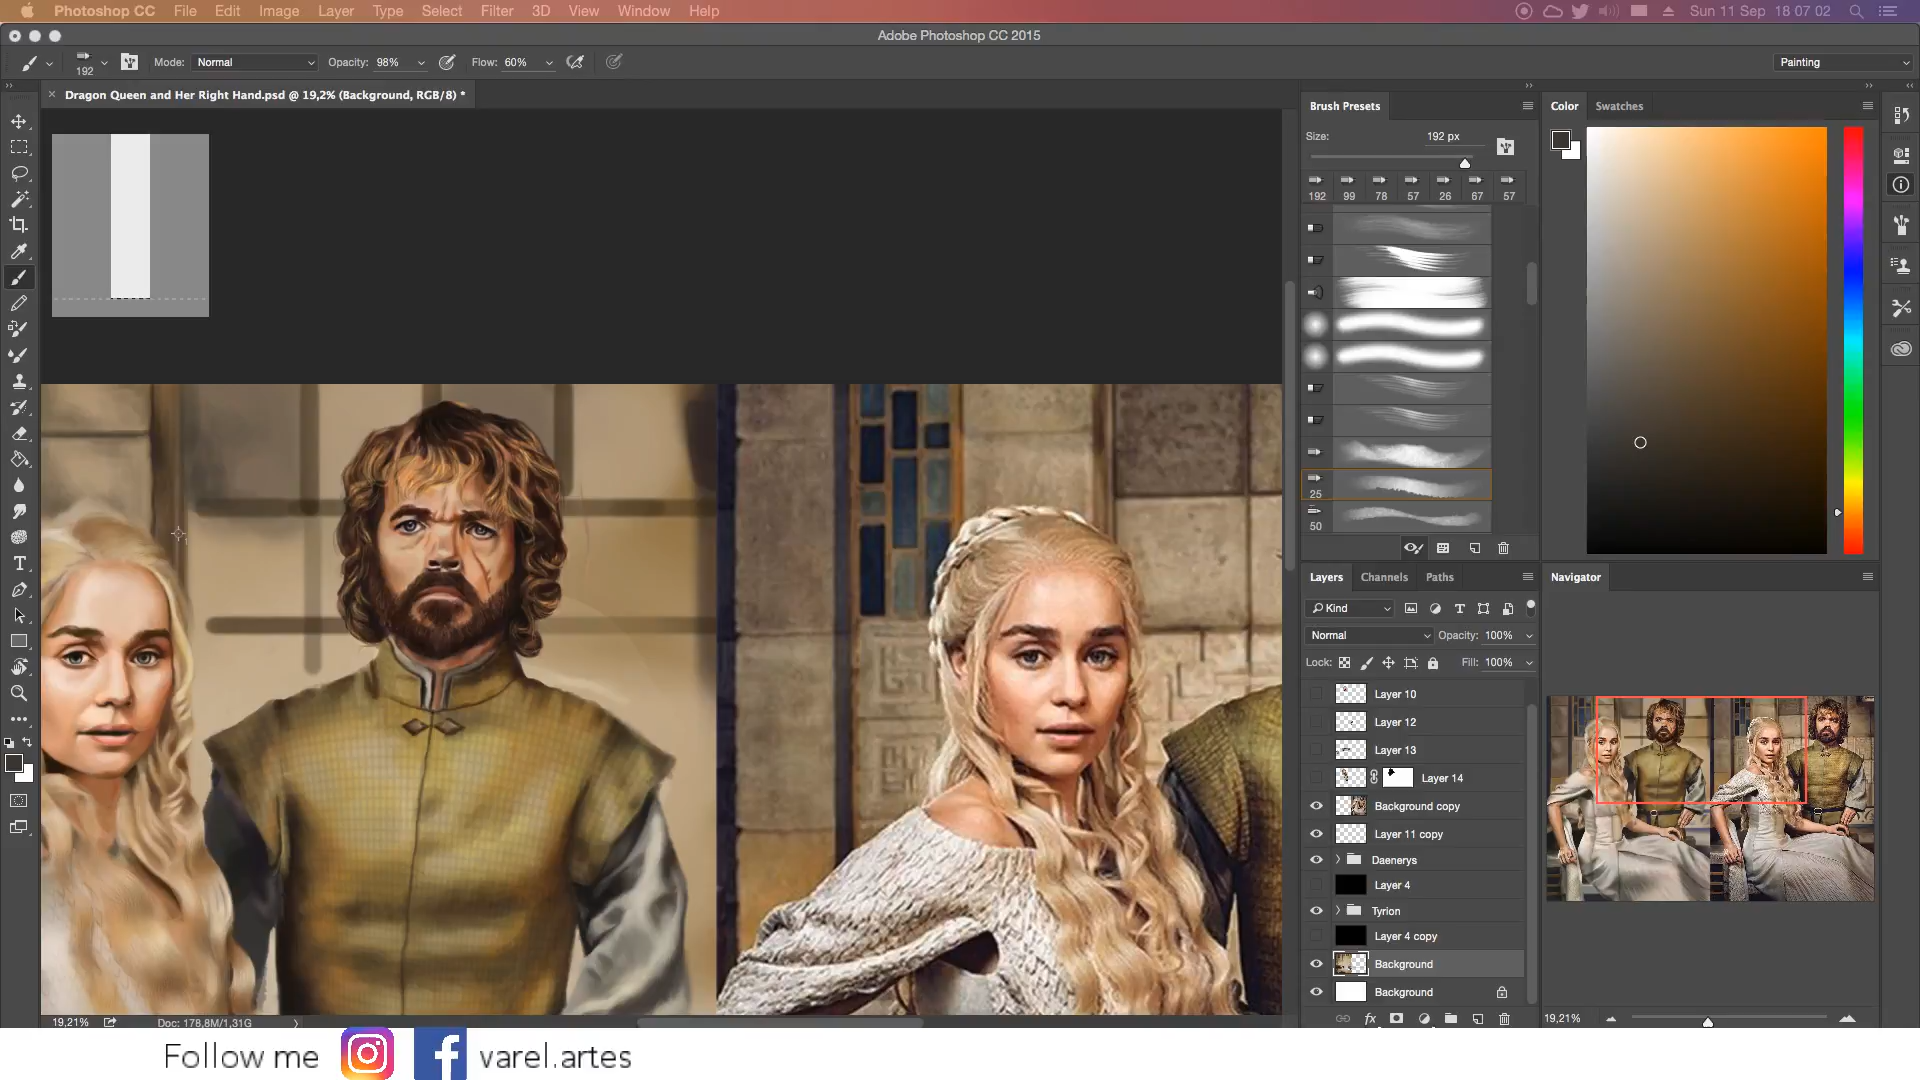 Photoshop CC File Edit Image Layer Type Select Filter 3D View Window Help Sun 11 Sep 18 07 02
Adobe Photoshop CC 2015
192 Mode: Normal Opacity: 98% Flow: 60% Painting
× Dragon Queen and Her Right Hand.psd @ 19,2% (Background, RGB/8) *
Brush Presets
Size: 192 px
192 99 78 57 26 67 57
25
50
Color Swatches
Layers Channels Paths
Kind
Normal Opacity: 100%
Lock: Fill: 100%
Layer 10
Layer 12
Layer 13
Layer 14
Background copy
Layer 11 copy
Daenerys
Layer 4
Tyrion
Layer 4 copy
Background
Background
fx
Navigator
19,21%
19,21% Doc: 178,8M/1,31G
Follow me varel.artes